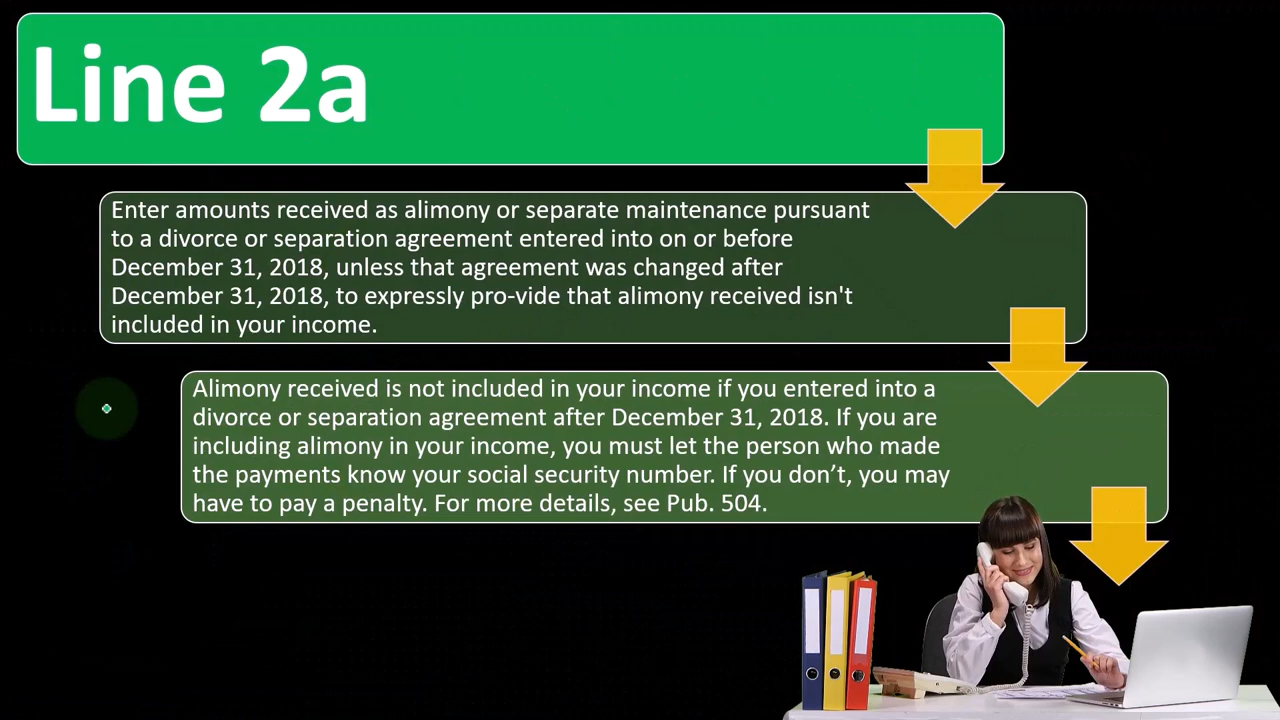 Line 2a
Enter amounts received as alimony or separate maintenance pursuant
to a divorce or separation agreement entered into on or before
December 31, 2018, unless that agreement was changed after
December 31, 2018, to expressly pro-vide that alimony received isn't
included in your income.
Alimony received is not included in your income if you entered into a
divorce or separation agreement after December 31, 2018. If you are
including alimony in your income, you must let the person who made
the payments know your social security number. If you don’t, you may
have to pay a penalty. For more details, see Pub. 504.